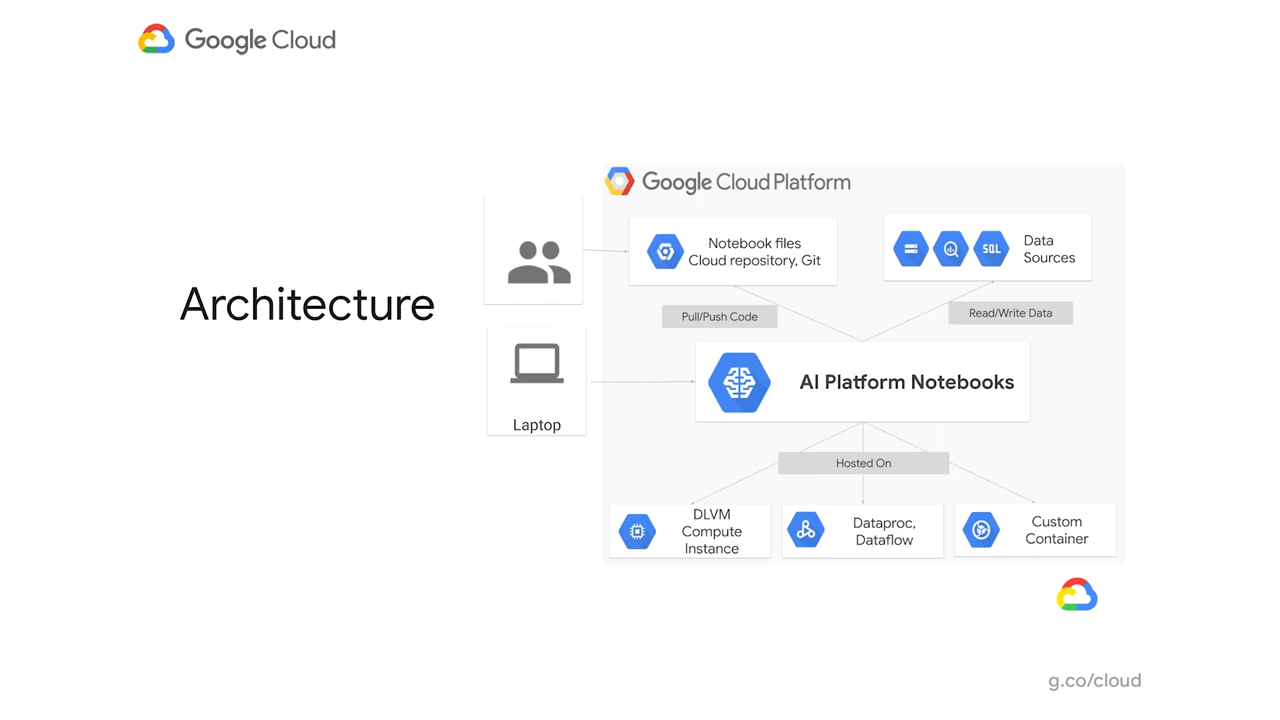 Google Cloud
Architecture
Google Cloud Platform
Notebook files
Cloud repository, Git
SQL
Data
Sources
Pull/Push Code
Read/Write Data
AI Platform Notebooks
Laptop
Hosted On
DLVM
Compute
Instance
Dataproc,
Dataflow
Custom
Container
g.co/cloud